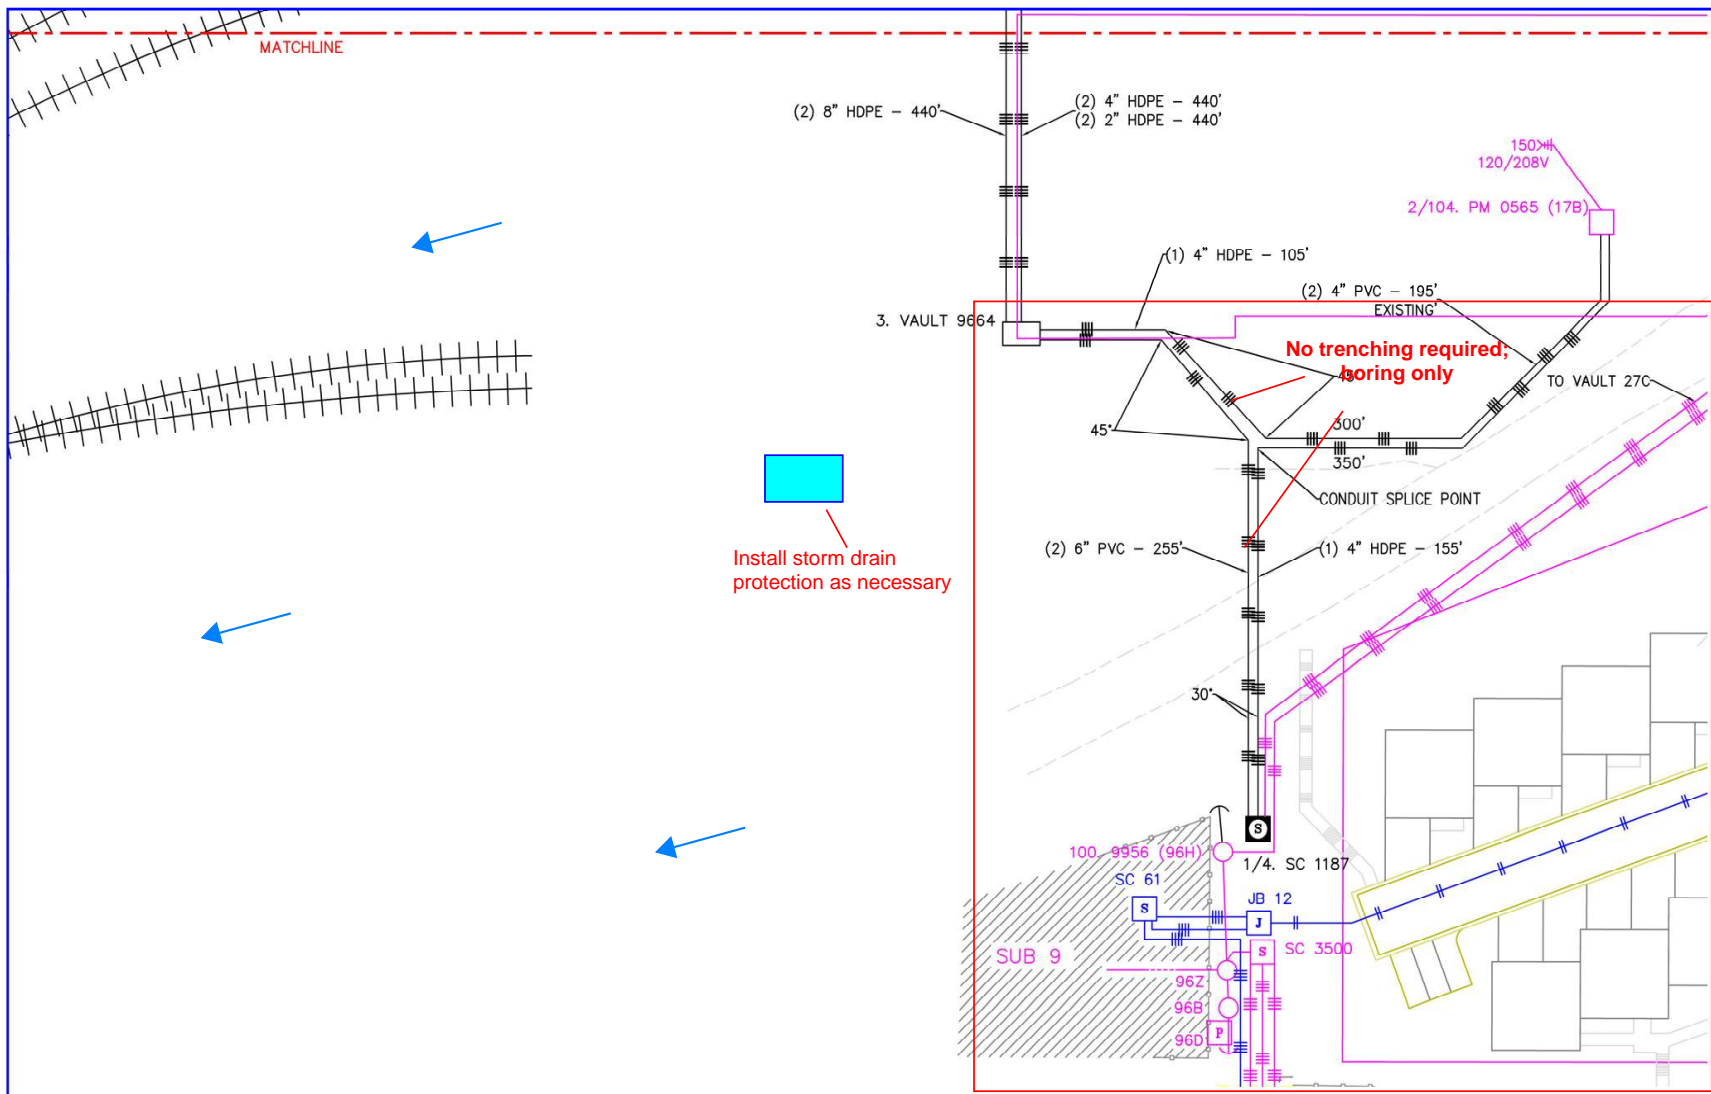 MATCHLINE
(2) 8" HDPE - 440'
(2) 4" HDPE - 440'
(2) 2" HDPE - 440'
150
120/208V
2/104. PM 0565 (17B)
(1) 4" HDPE - 105'
(2) 4" PVC - 195'
EXISTING
3. VAULT 9664
No trenching required;
boring only
45°
TO VAULT 27C
45°
300'
350'
CONDUIT SPLICE POINT
Install storm drain
protection as necessary
(2) 6" PVC - 255'
(1) 4" HDPE - 155'
30°
S
1/4. SC 1187
100. 9956 (96H)
SC 61
S
JB 12
J
SUB 9
S
SC 3500
96Z
96B
P
96D